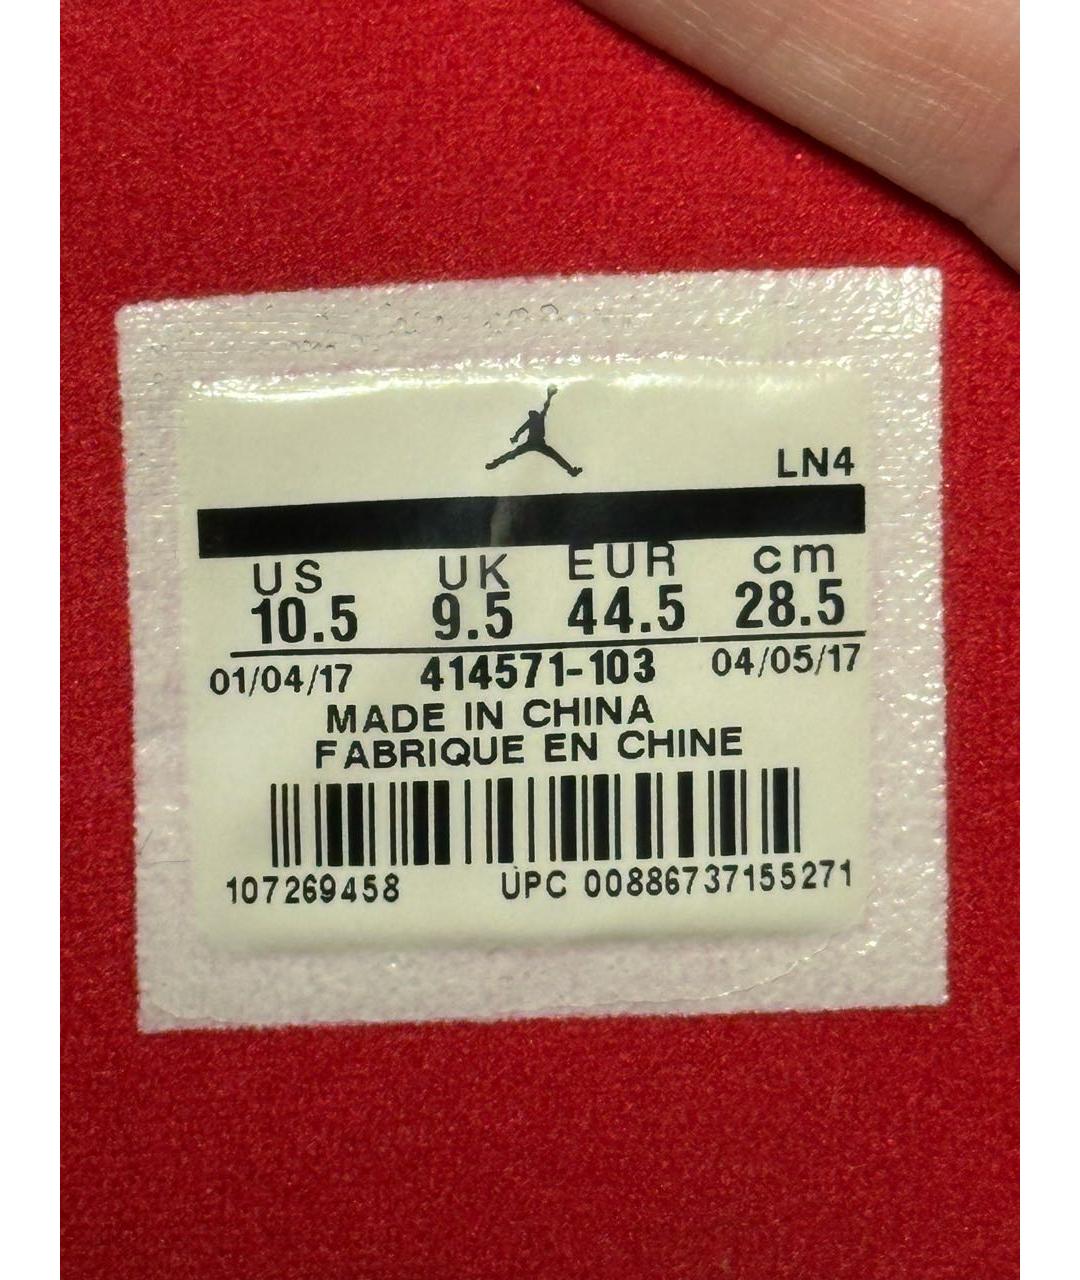 LN4
US UK EUR cm
10.5 9.5 44.5 28.5
01/04/17 414571-103 04/05/17
MADE IN CHINA
FABRIQUE EN CHINE
107269458 UPC 00886737155271